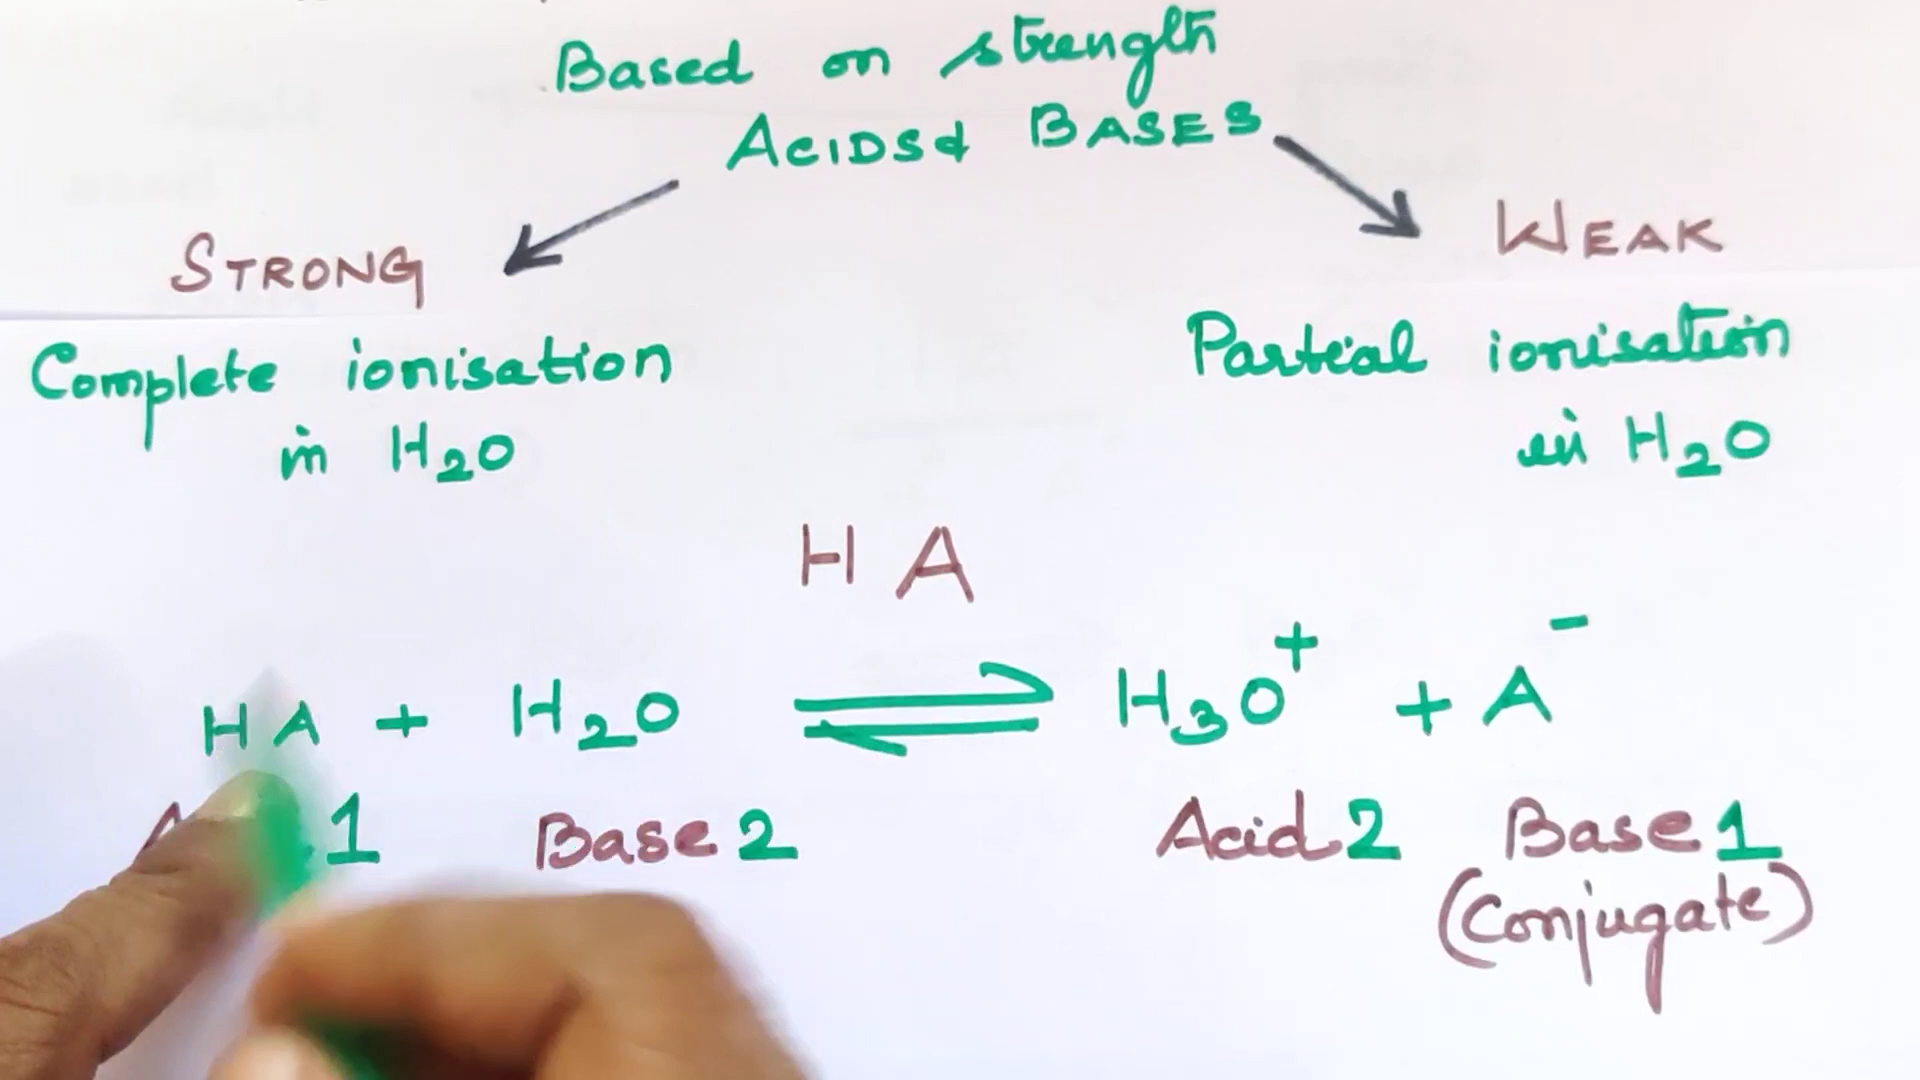 Based on strength
ACIDS & BASES
STRONG
WEAK
Complete ionisation
in H2O
Partial ionisation
in H2O
HA
HA + H2O ⇌ H3O+ + A-
1 Base 2 Acid 2 Base 1
(Conjugate)